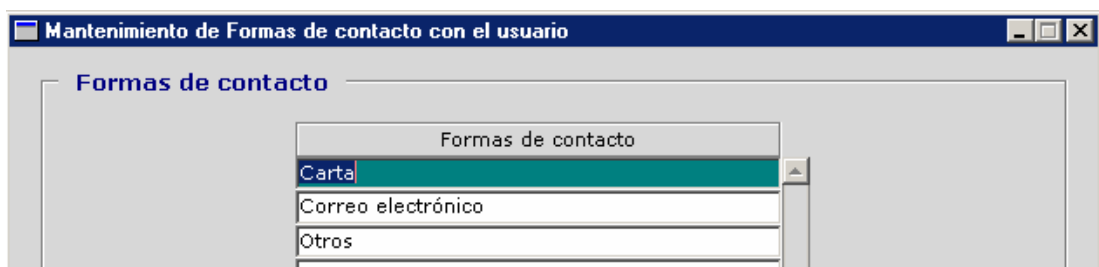 Mantenimiento de Formas de contacto con el usuario
Formas de contacto
Formas de contacto
Carta
Correo electrónico
Otros